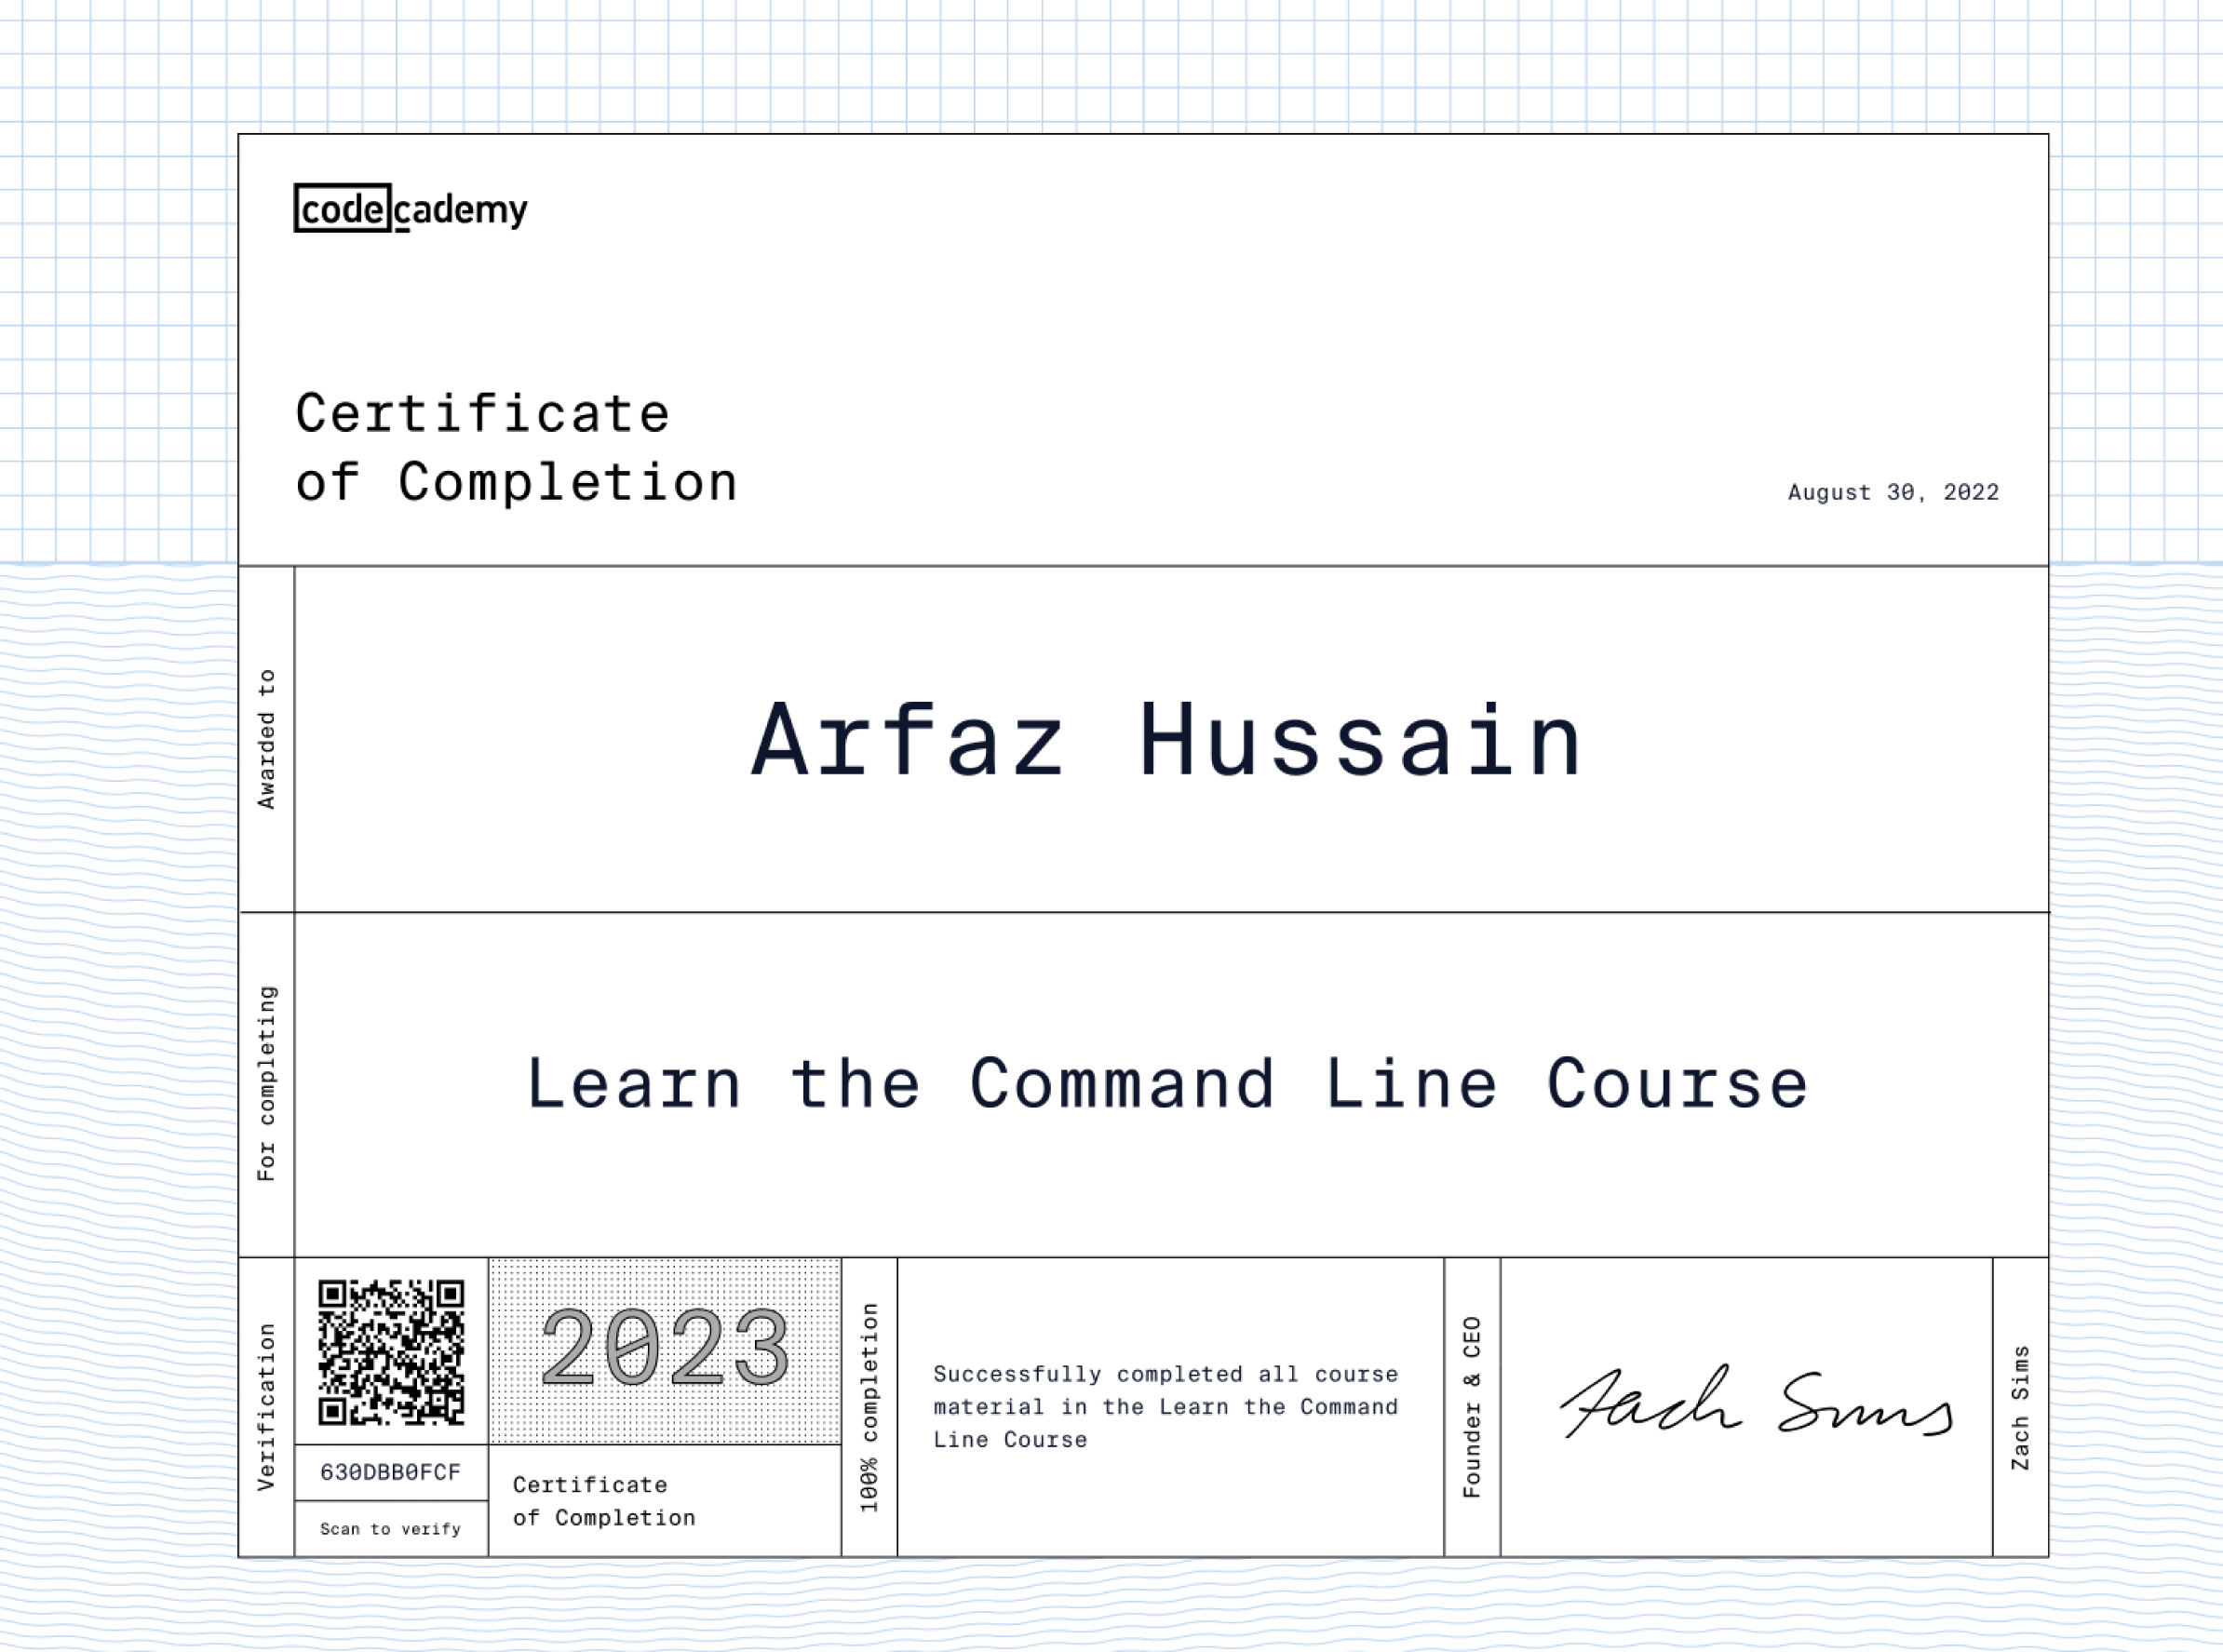 codecademy
Certificate
of Completion
August 30, 2022
Awarded to
Arfaz Hussain
For completing
Learn the Command Line Course
Verification
630DBB0FCF
Scan to verify
2023
Certificate
of Completion
100% completion
Successfully completed all course
material in the Learn the Command
Line Course
Founder & CEO
Zach Sims
Zach Sims